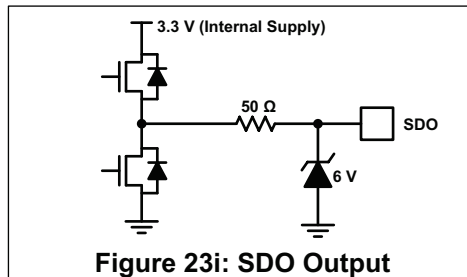 3.3 V (Internal Supply)
50 Ω
SDO
6 V
Figure 23i: SDO Output